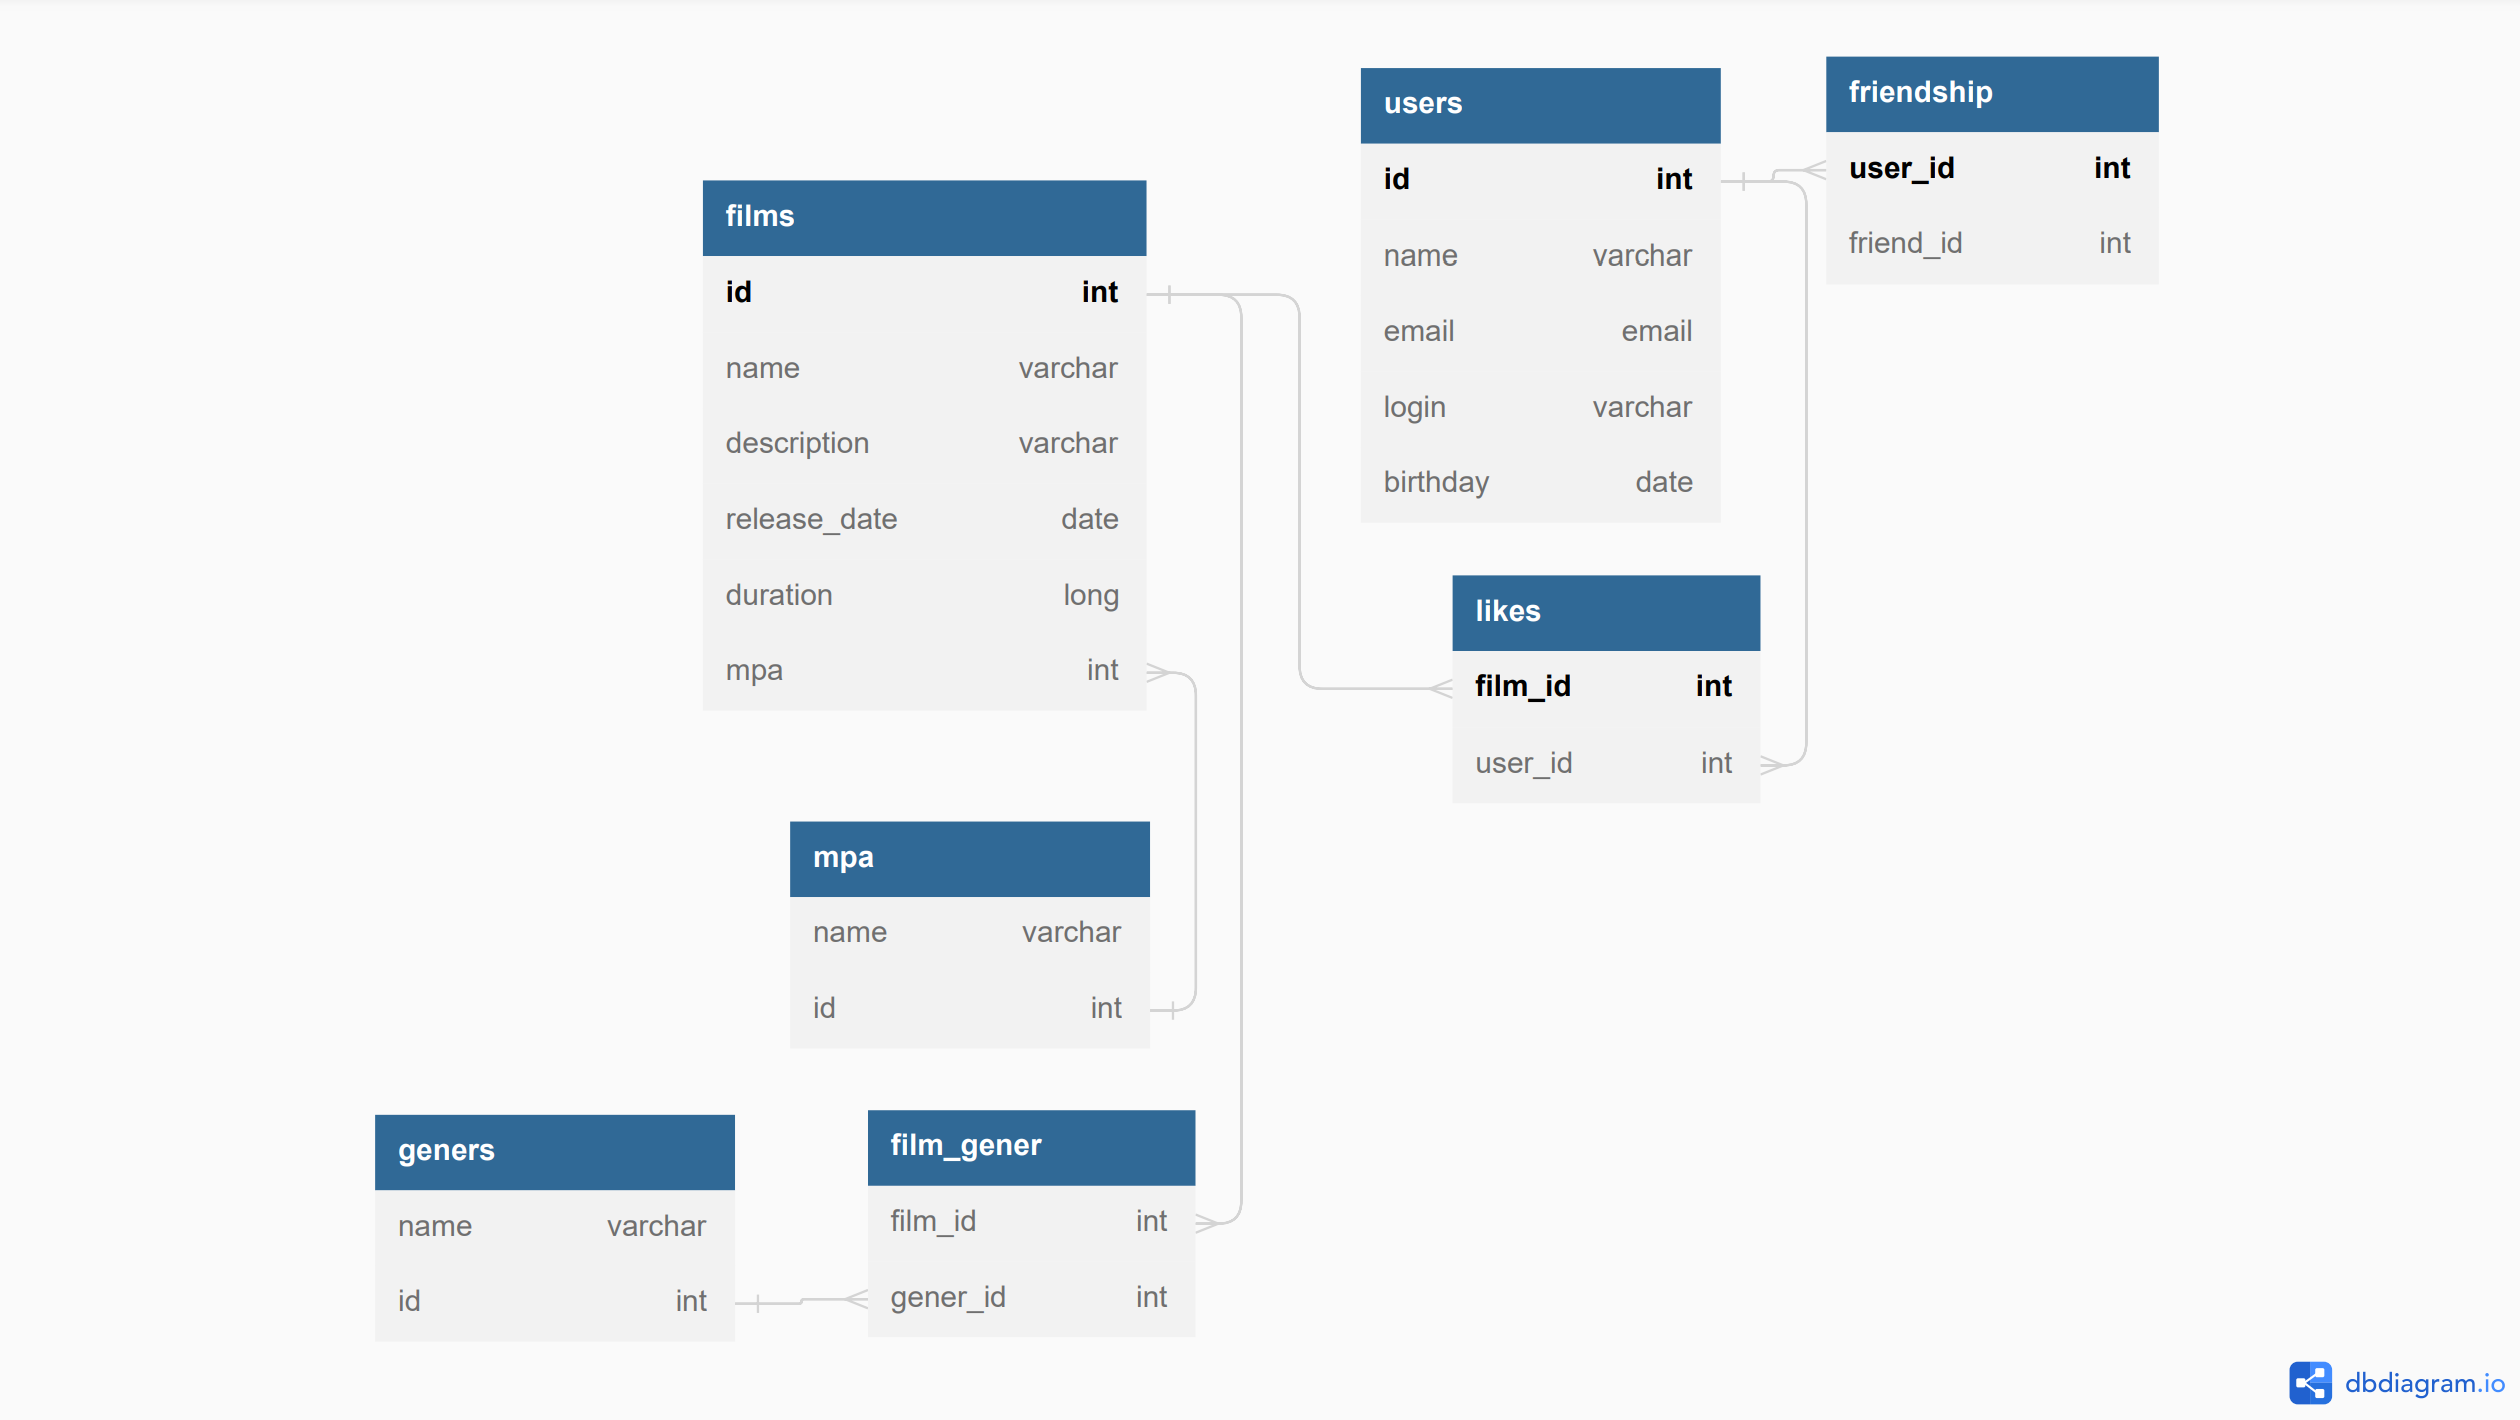 films
id int
name varchar
description varchar
release_date date
duration long
mpa int
users
id int
name varchar
email email
login varchar
birthday date
friendship
user_id int
friend_id int
likes
film_id int
user_id int
mpa
name varchar
id int
geners
name varchar
id int
film_gener
film_id int
gener_id int
dbdiagram.io